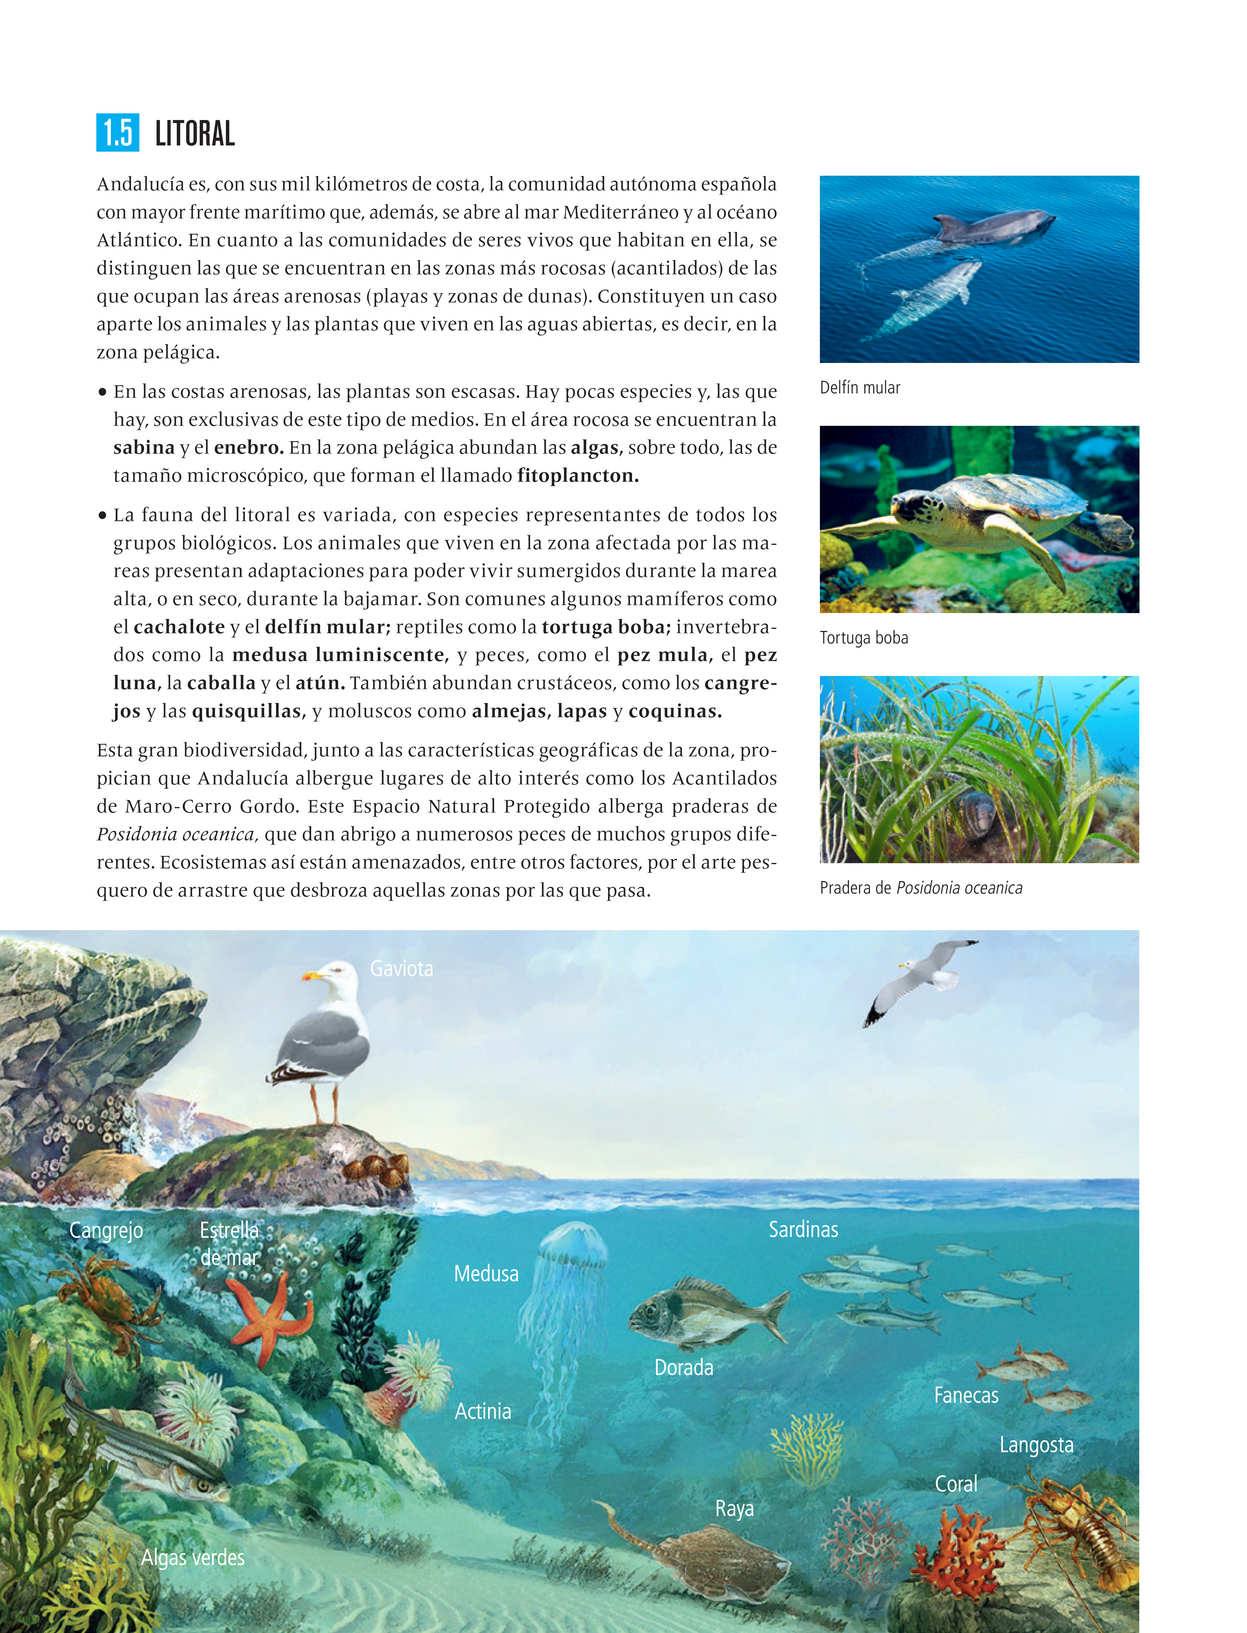 1.5 LITORAL
Andalucía es, con sus mil kilómetros de costa, la comunidad autónoma española
con mayor frente marítimo que, además, se abre al mar Mediterráneo y al océano
Atlántico. En cuanto a las comunidades de seres vivos que habitan en ella, se
distinguen las que se encuentran en las zonas más rocosas (acantilados) de las
que ocupan las áreas arenosas (playas y zonas de dunas). Constituyen un caso
aparte los animales y las plantas que viven en las aguas abiertas, es decir, en la
zona pelágica.
• En las costas arenosas, las plantas son escasas. Hay pocas especies y, las que
hay, son exclusivas de este tipo de medios. En el área rocosa se encuentran la
sabina y el enebro. En la zona pelágica abundan las algas, sobre todo, las de
tamaño microscópico, que forman el llamado fitoplancton.
• La fauna del litoral es variada, con especies representantes de todos los
grupos biológicos. Los animales que viven en la zona afectada por las ma-
reas presentan adaptaciones para poder vivir sumergidos durante la marea
alta, o en seco, durante la bajamar. Son comunes algunos mamíferos como
el cachalote y el delfín mular; reptiles como la tortuga boba; invertebra-
dos como la medusa luminiscente, y peces, como el pez mula, el pez
luna, la caballa y el atún. También abundan crustáceos, como los cangre-
jos y las quisquillas, y moluscos como almejas, lapas y coquinas.
Esta gran biodiversidad, junto a las características geográficas de la zona, pro-
pician que Andalucía albergue lugares de alto interés como los Acantilados
de Maro-Cerro Gordo. Este Espacio Natural Protegido alberga praderas de
Posidonia oceanica, que dan abrigo a numerosos peces de muchos grupos dife-
rentes. Ecosistemas así están amenazados, entre otros factores, por el arte pes-
quero de arrastre que desbroza aquellas zonas por las que pasa.
Delfín mular
Tortuga boba
Pradera de Posidonia oceanica
Gaviota
Cangrejo
Estrella
de mar
Sardinas
Medusa
Dorada
Fanecas
Actinia
Langosta
Coral
Raya
Algas verdes